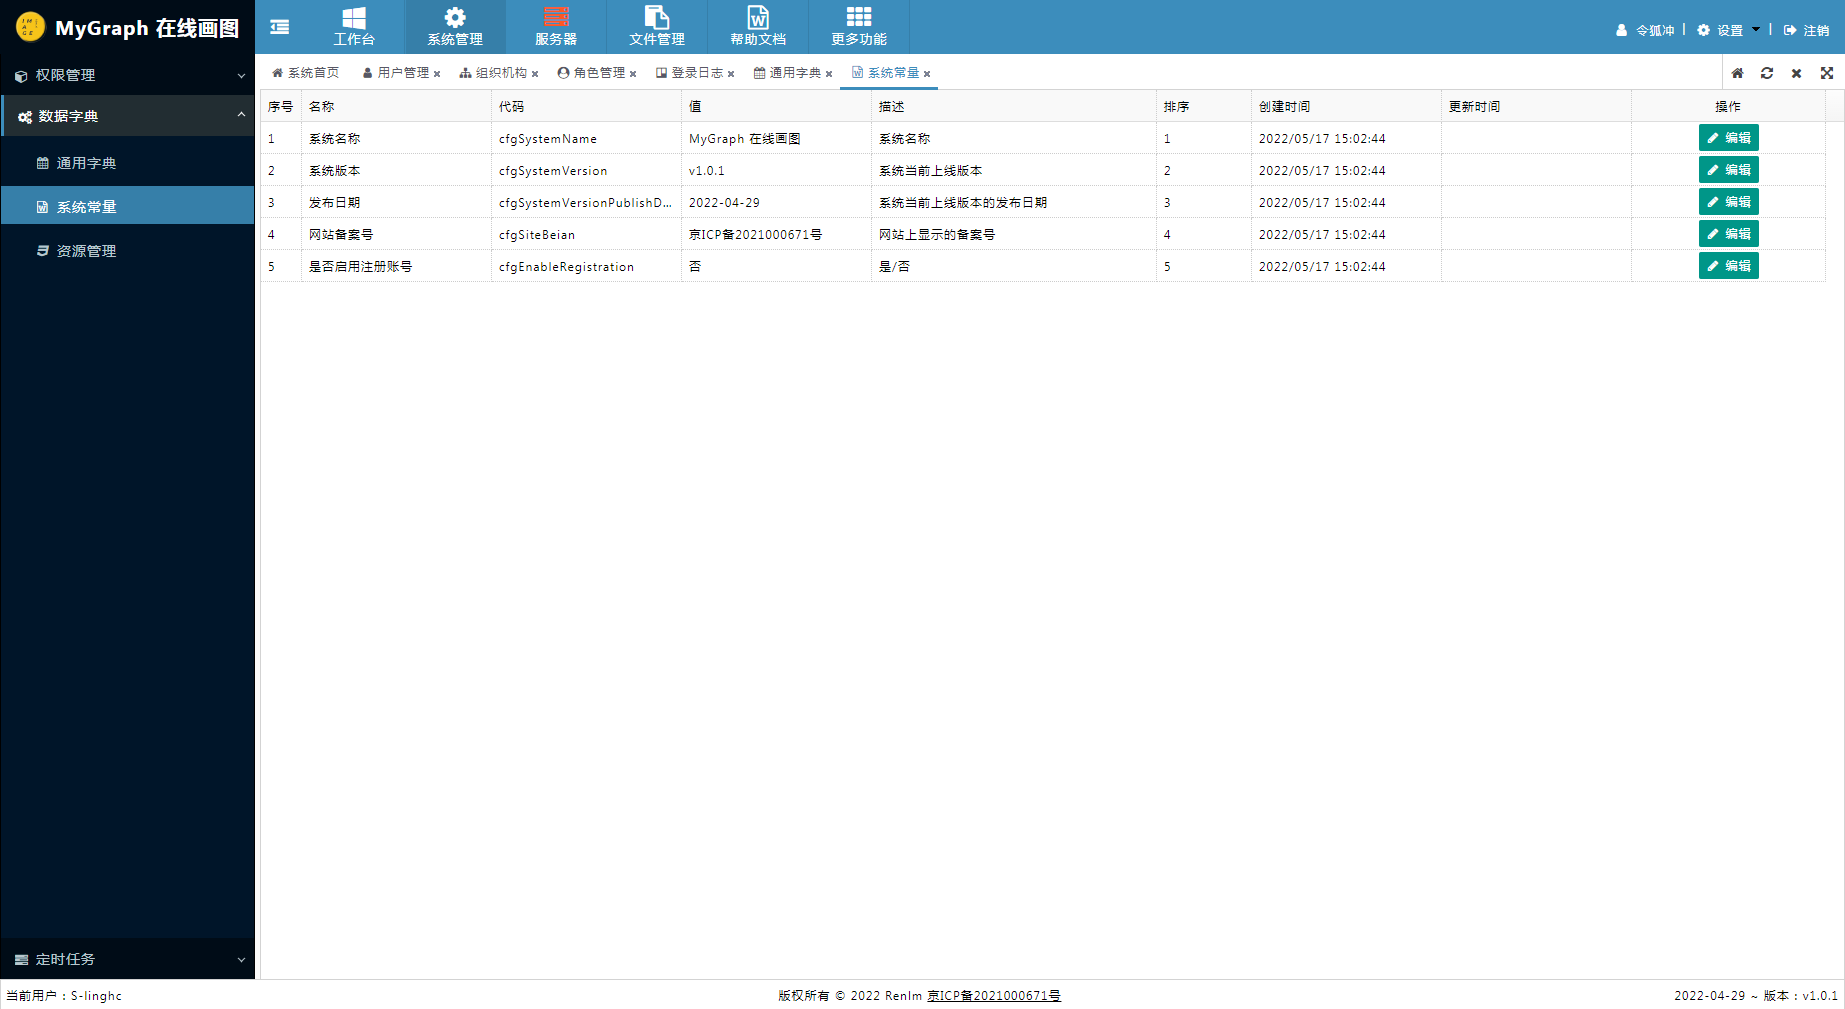 MyGraph 在线画图
工作台 系统管理 服务器 文件管理 帮助文档 更多功能
令狐冲 | 设置 | 注销
权限管理
数据字典
通用字典
系统常量
资源管理
定时任务
系统首页 用户管理 组织机构 角色管理 登录日志 通用字典 系统常量
序号 名称 代码 值 描述 排序 创建时间 更新时间 操作
1 系统名称 cfgSystemName MyGraph 在线画图 系统名称 1 2022/05/17 15:02:44 编辑
2 系统版本 cfgSystemVersion v1.0.1 系统当前上线版本 2 2022/05/17 15:02:44 编辑
3 发布日期 cfgSystemVersionPublishD... 2022-04-29 系统当前上线版本的发布日期 3 2022/05/17 15:02:44 编辑
4 网站备案号 cfgSiteBeian 京ICP备2021000671号 网站上显示的备案号 4 2022/05/17 15:02:44 编辑
5 是否启用注册账号 cfgEnableRegistration 否 是/否 5 2022/05/17 15:02:44 编辑
当前用户：S-linghc 版权所有 © 2022 Renlm 京ICP备2021000671号 2022-04-29 ~ 版本：v1.0.1